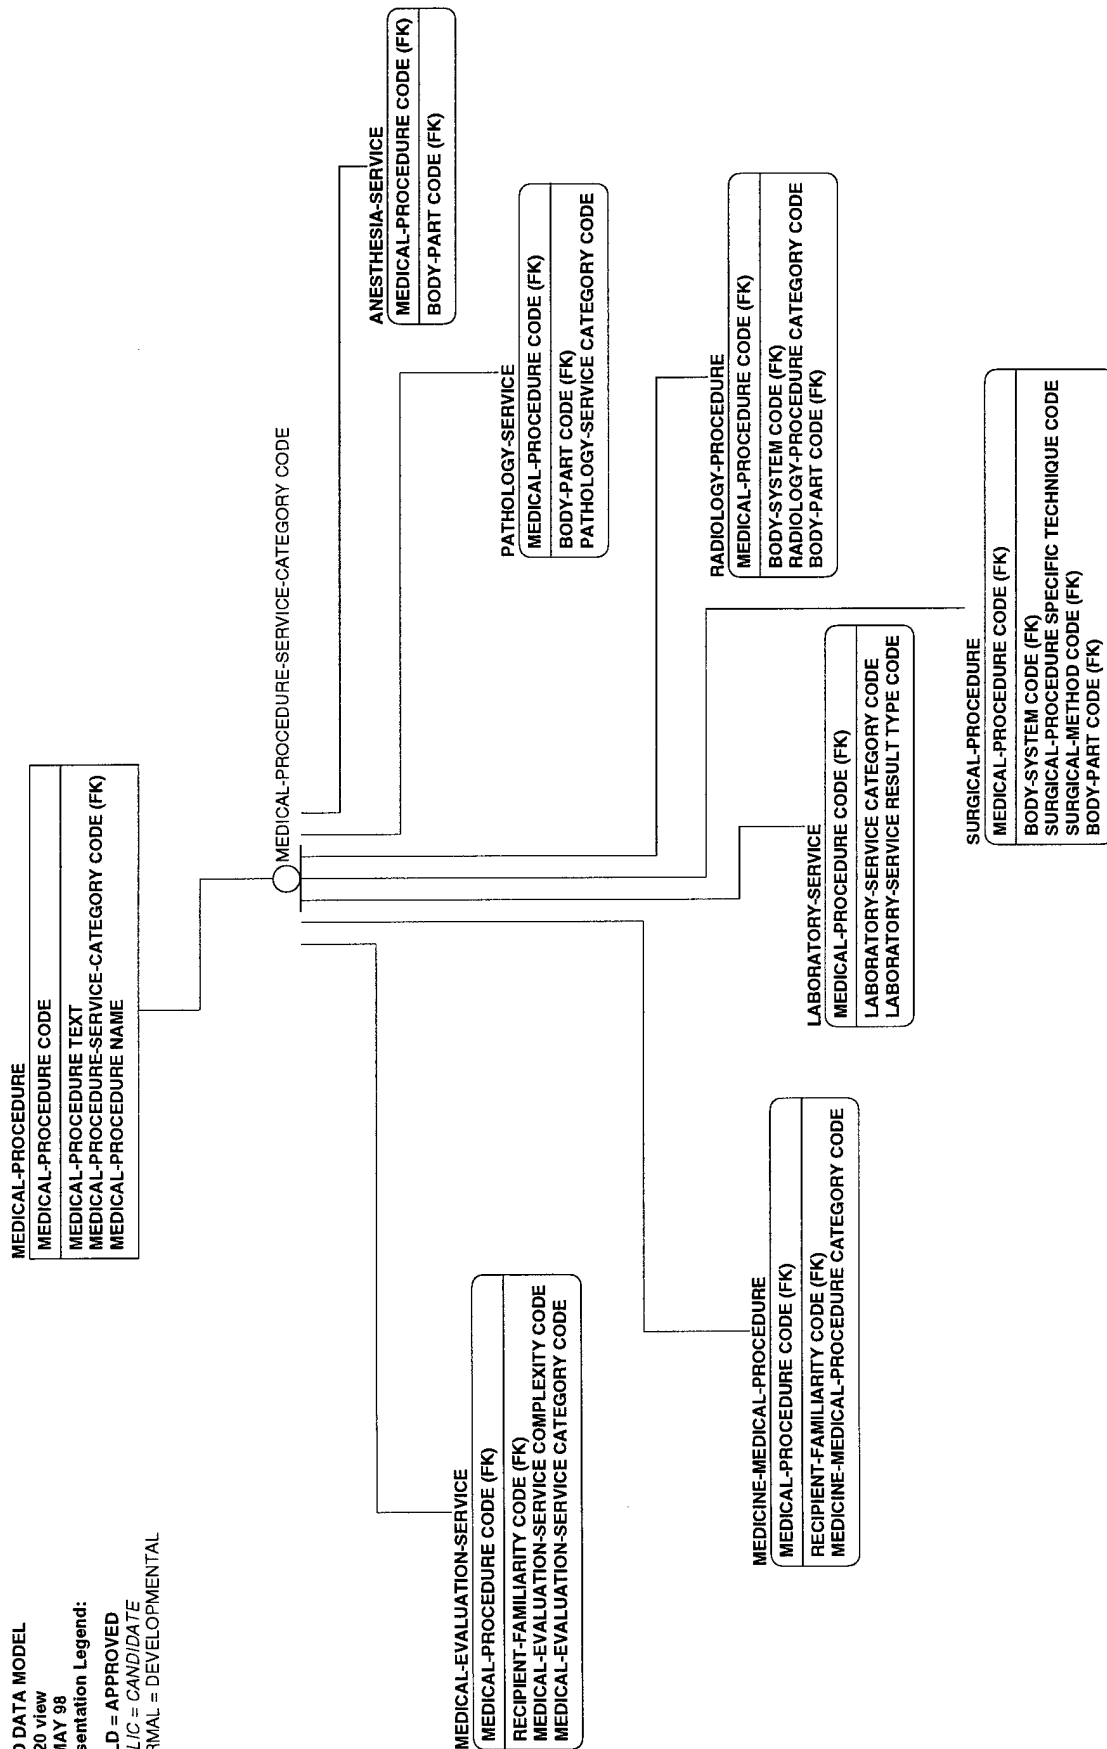 D DATA MODEL
20 view
MAY 98
sentation Legend:
LD = APPROVED
LIC = CANDIDATE
RMAL = DEVELOPMENTAL
MEDICAL-PROCEDURE
MEDICAL-PROCEDURE CODE
MEDICAL-PROCEDURE TEXT
MEDICAL-PROCEDURE-SERVICE-CATEGORY CODE (FK)
MEDICAL-PROCEDURE NAME
MEDICAL-PROCEDURE-SERVICE-CATEGORY CODE
MEDICAL-EVALUATION-SERVICE
MEDICAL-PROCEDURE CODE (FK)
RECIPIENT-FAMILIARITY CODE (FK)
MEDICAL-EVALUATION-SERVICE COMPLEXITY CODE
MEDICAL-EVALUATION-SERVICE CATEGORY CODE
MEDICINE-MEDICAL-PROCEDURE
MEDICAL-PROCEDURE CODE (FK)
RECIPIENT-FAMILIARITY CODE (FK)
MEDICINE-MEDICAL-PROCEDURE CATEGORY CODE
LABORATORY-SERVICE
MEDICAL-PROCEDURE CODE (FK)
LABORATORY-SERVICE CATEGORY CODE
LABORATORY-SERVICE RESULT TYPE CODE
SURGICAL-PROCEDURE
MEDICAL-PROCEDURE CODE (FK)
BODY-SYSTEM CODE (FK)
SURGICAL-PROCEDURE SPECIFIC TECHNIQUE CODE
SURGICAL-METHOD CODE (FK)
BODY-PART CODE (FK)
RADIOLOGY-PROCEDURE
MEDICAL-PROCEDURE CODE (FK)
BODY-SYSTEM CODE (FK)
RADIOLOGY-PROCEDURE CATEGORY CODE
BODY-PART CODE (FK)
PATHOLOGY-SERVICE
MEDICAL-PROCEDURE CODE (FK)
BODY-PART CODE (FK)
PATHOLOGY-SERVICE CATEGORY CODE
ANESTHESIA-SERVICE
MEDICAL-PROCEDURE CODE (FK)
BODY-PART CODE (FK)